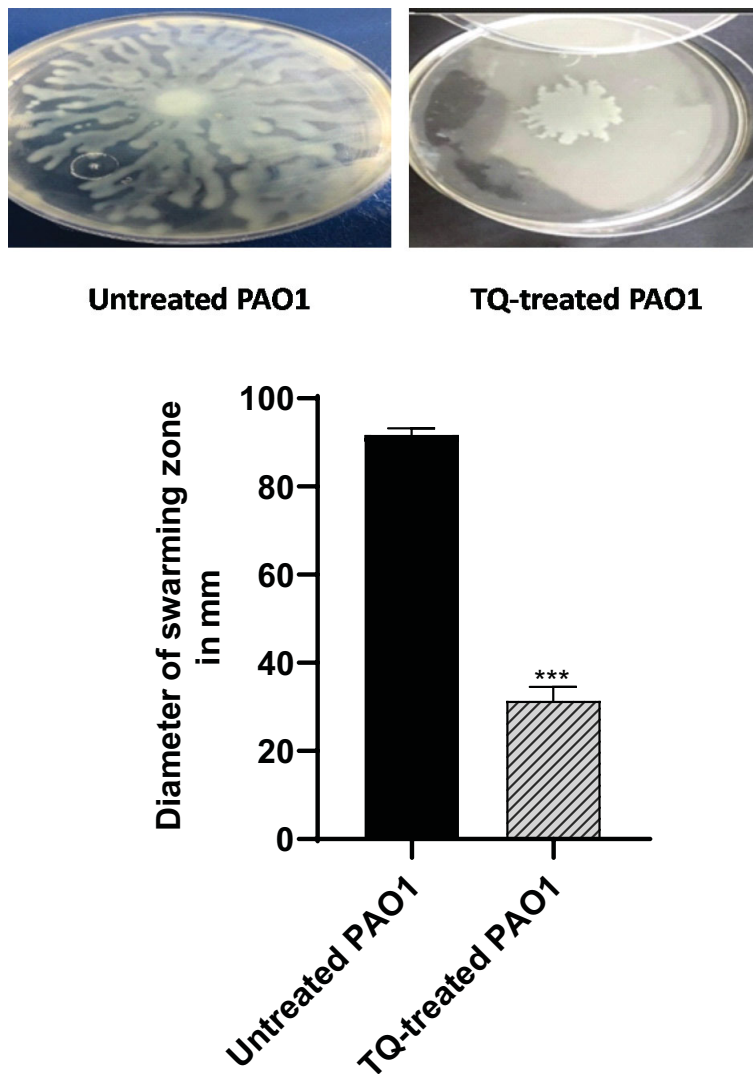 Untreated PAO1
TQ-treated PAO1
Diameter of swarming zone
in mm
100
80
60
40
20
0
***
Untreated PAO1
TQ-treated PAO1